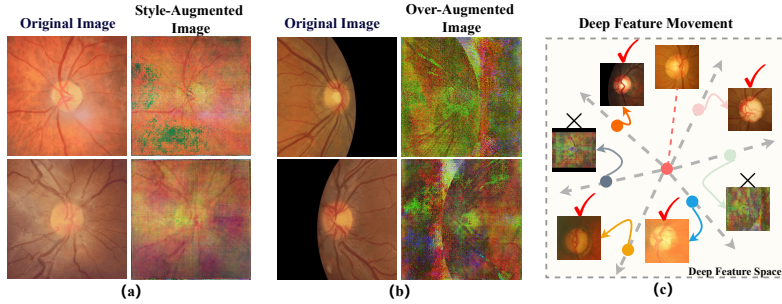 Original Image
Style-Augmented
Image
Original Image
Over-Augmented
Image
Deep Feature Movement
Deep Feature Space
(a)
(b)
(c)